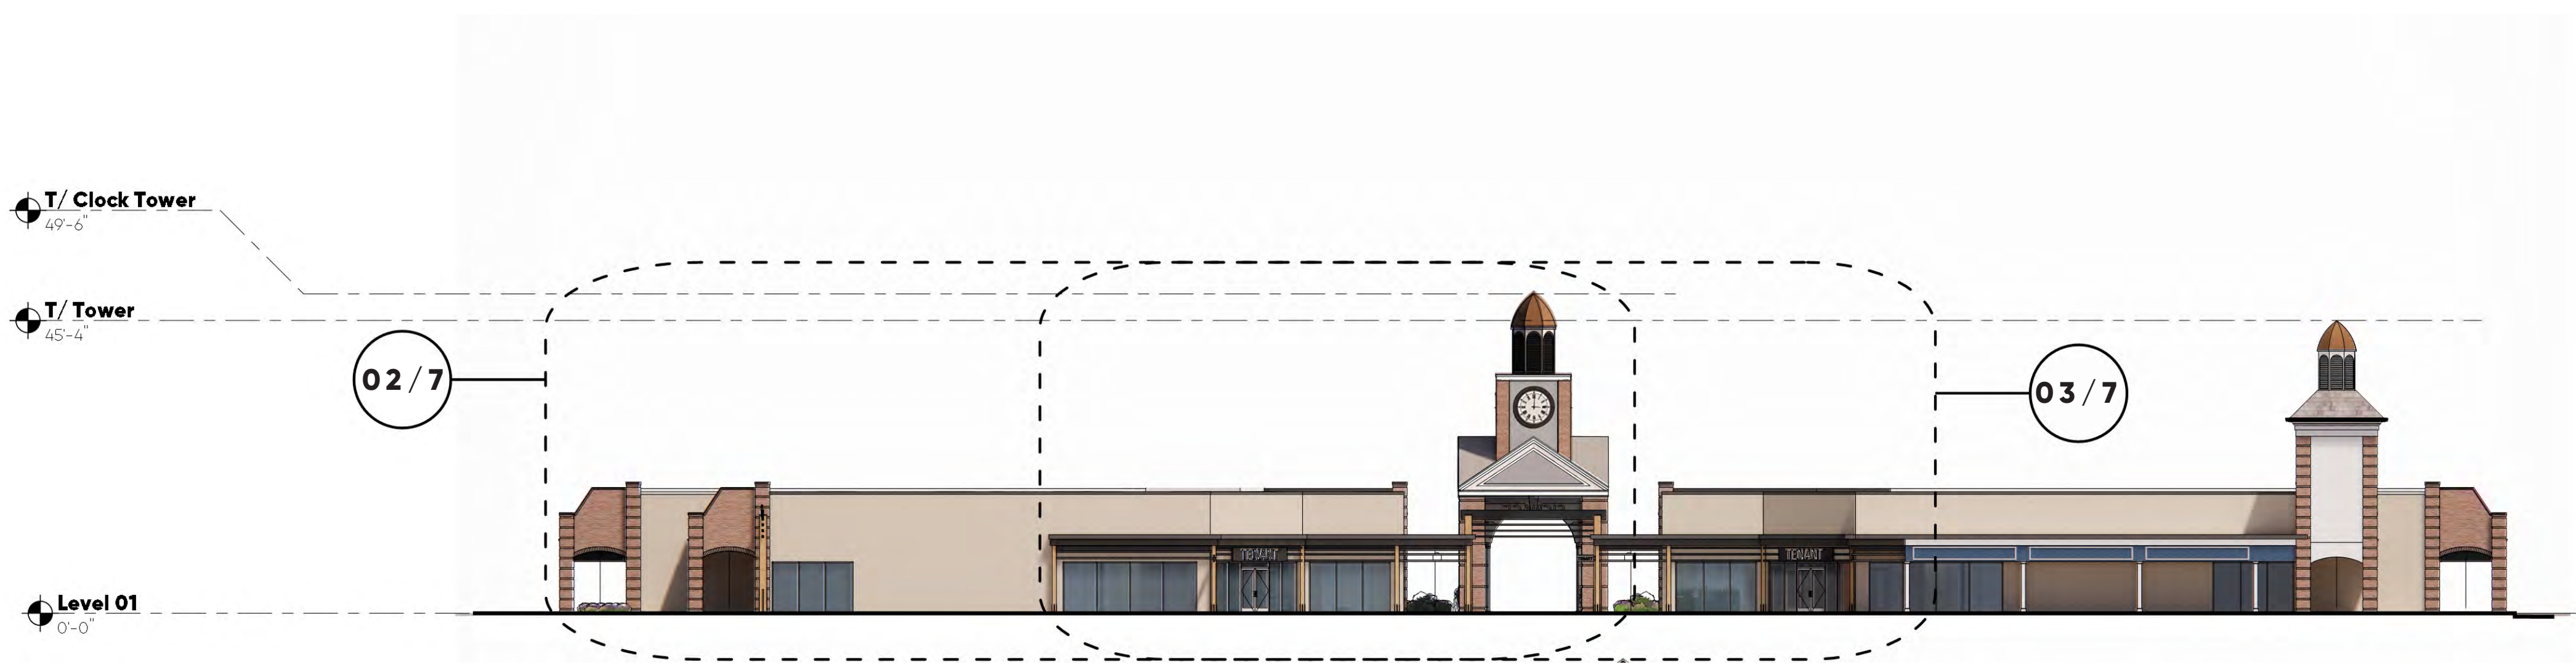 T/ Clock Tower
49'-6"
T/ Tower
45'-4"
02/7
03/7
TENANT
TENANT
Level 01
0'-0"